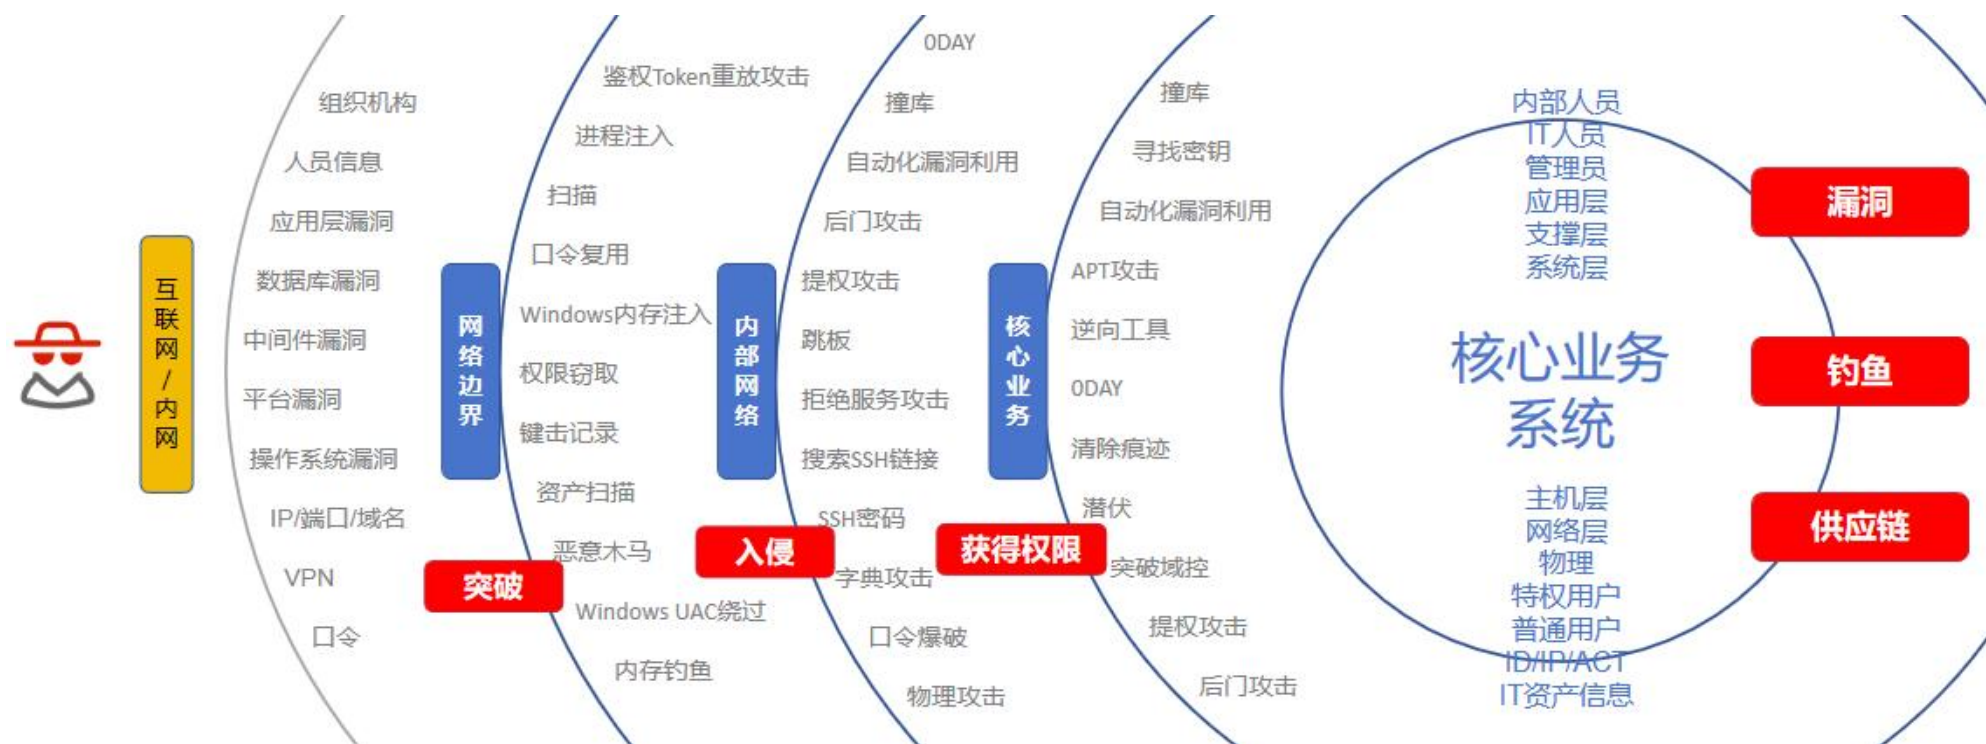 互联网/内网
组织机构
人员信息
应用层漏洞
数据库漏洞
中间件漏洞
平台漏洞
操作系统漏洞
IP/端口/域名
VPN
口令
网络边界
突破
鉴权Token重放攻击
进程注入
扫描
口令复用
Windows内存注入
权限窃取
键击记录
资产扫描
恶意木马
Windows UAC绕过
内存钓鱼
内部网络
入侵
0DAY
撞库
自动化漏洞利用
后门攻击
提权攻击
跳板
拒绝服务攻击
搜索SSH链接
SSH密码
字典攻击
口令爆破
物理攻击
核心业务
获得权限
撞库
寻找密钥
自动化漏洞利用
APT攻击
逆向工具
0DAY
清除痕迹
潜伏
突破域控
提权攻击
后门攻击
内部人员
IT人员
管理员
应用层
支撑层
系统层
核心业务
系统
主机层
网络层
物理
特权用户
普通用户
ID/IP/ACT
IT资产信息
漏洞
钓鱼
供应链